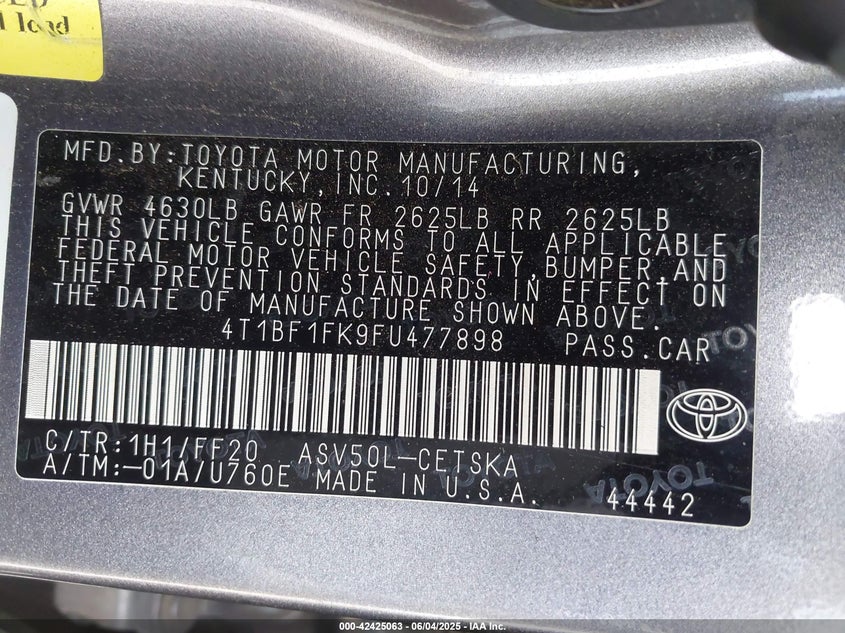 l load
MFD.BY:TOYOTA MOTOR MANUFACTURING,
KENTUCKY,INC.10/14
GVWR 4630LB GAWR FR 2625LB RR 2625LB
THIS VEHICLE CONFORMS TO ALL APPLICABLE
FEDERAL MOTOR VEHICLE SAFETY,BUMPER,AND
THEFT PREVENTION STANDARDS IN EFFECT ON
THE DATE OF MANUFACTURE SHOWN ABOVE.
4T1BF1FK9FU477898 PASS.CAR
C/TR:1H1/FF20 ASV50L-CETSKA
A/TM:-01A/U760E MADE IN U.S.A. 44442
TOYOTA
000-42425063 - 06/04/2025 - IAA Inc.